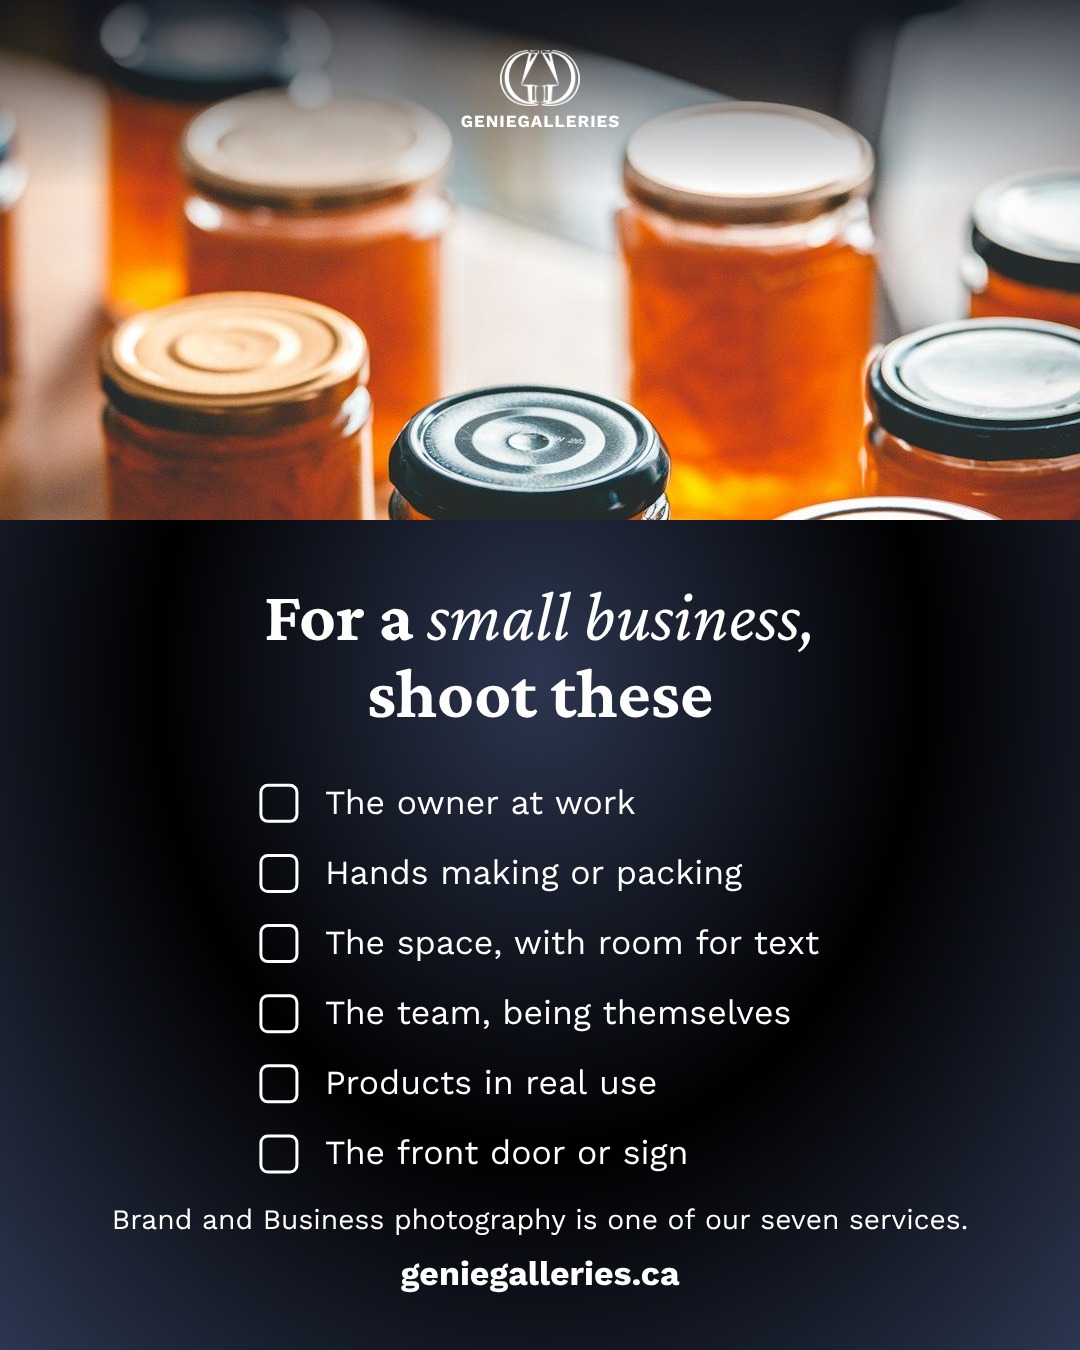 GENIEGALLERIES
For a small business,
shoot these
The owner at work
Hands making or packing
The space, with room for text
The team, being themselves
Products in real use
The front door or sign
Brand and Business photography is one of our seven services.
geniegalleries.ca